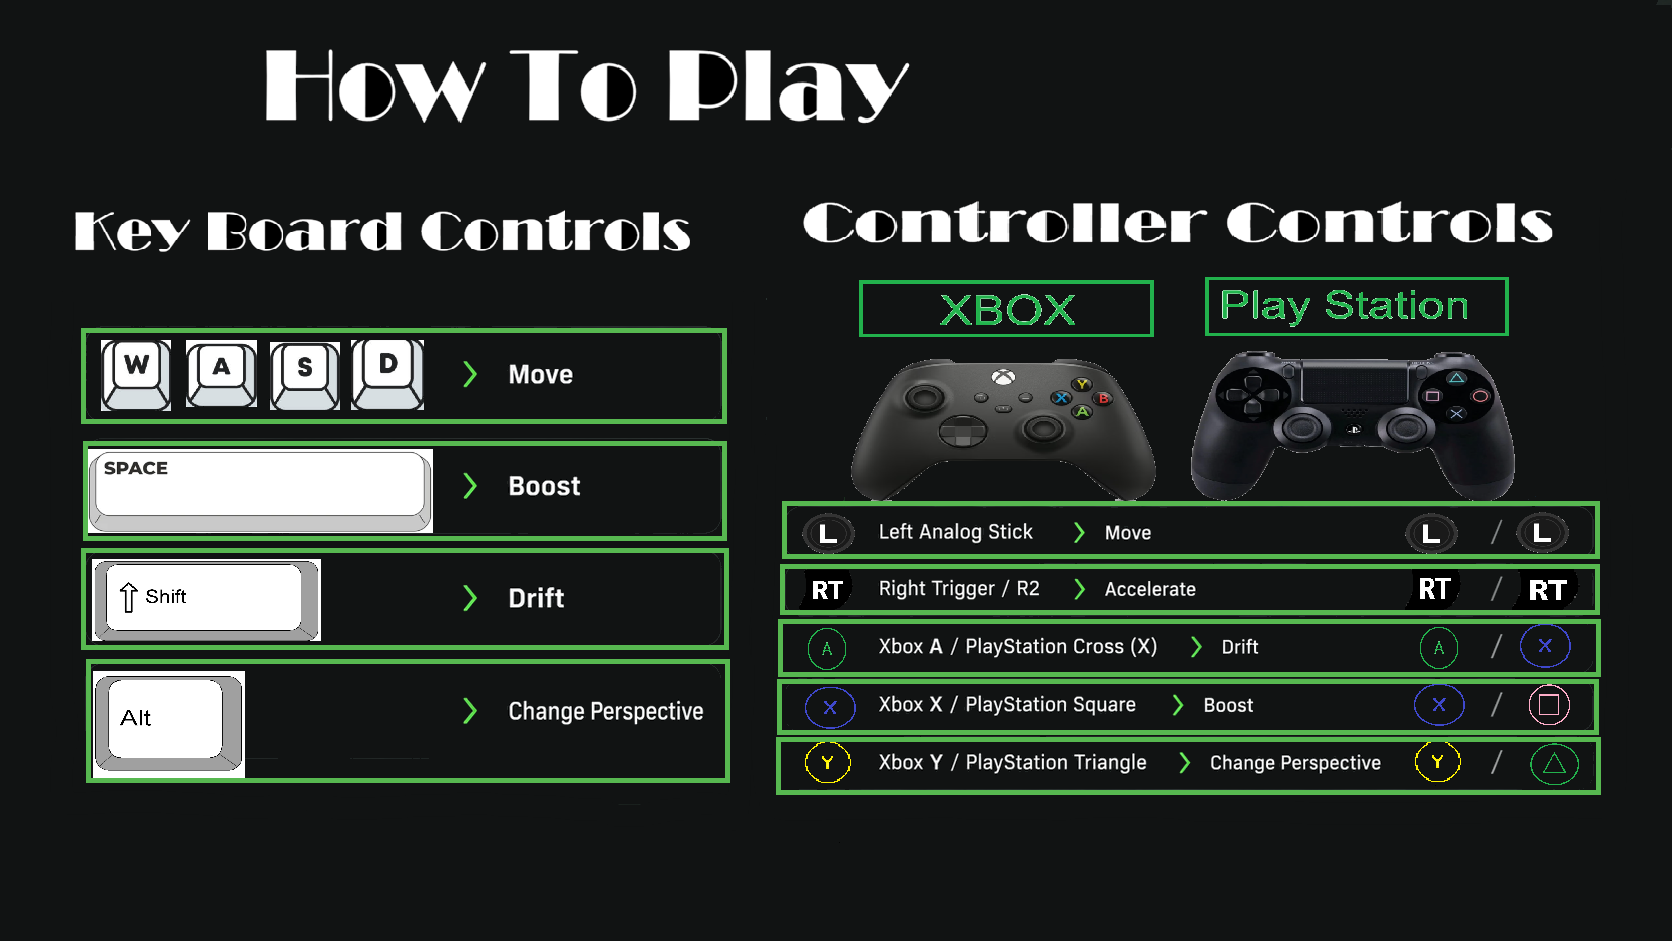 How To Play
Key Board Controls
W A S D > Move
SPACE > Boost
⇧ Shift > Drift
Alt > Change Perspective
Controller Controls
XBOX
Play Station
Y
X B
A
L Left Analog Stick > Move L / L
RT Right Trigger / R2 > Accelerate RT / RT
A Xbox A / PlayStation Cross (X) > Drift A / X
X Xbox X / PlayStation Square > Boost X / □
Y Xbox Y / PlayStation Triangle > Change Perspective Y / △